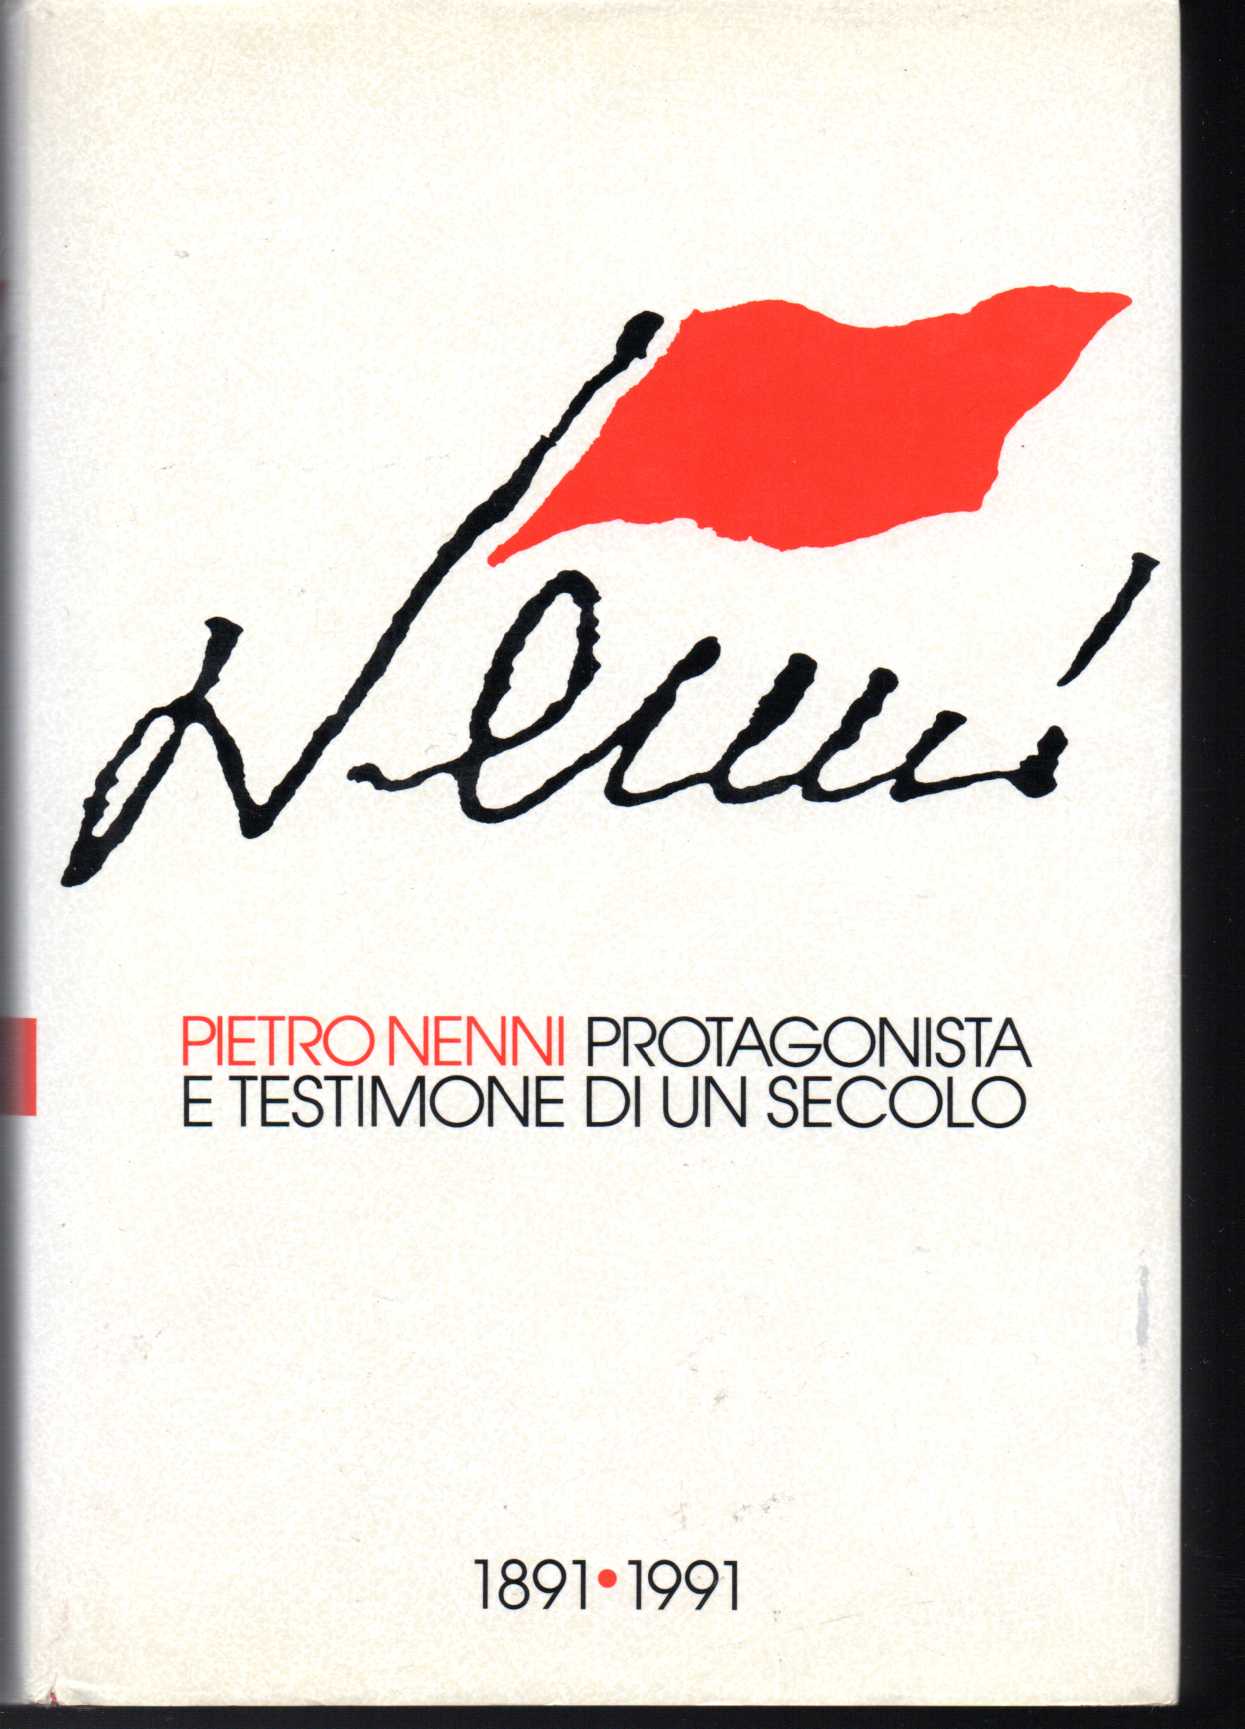 Nenni
PIETRO NENNI PROTAGONISTA
E TESTIMONE DI UN SECOLO
1891•1991